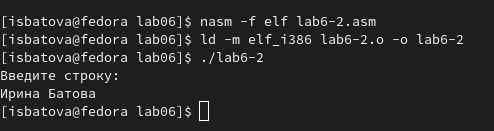 [isbatova@fedora lab06]$ nasm -f elf lab6-2.asm
[isbatova@fedora lab06]$ ld -m elf_i386 lab6-2.o -o lab6-2
[isbatova@fedora lab06]$ ./lab6-2
Введите строку:
Ирина Батова
[isbatova@fedora lab06]$